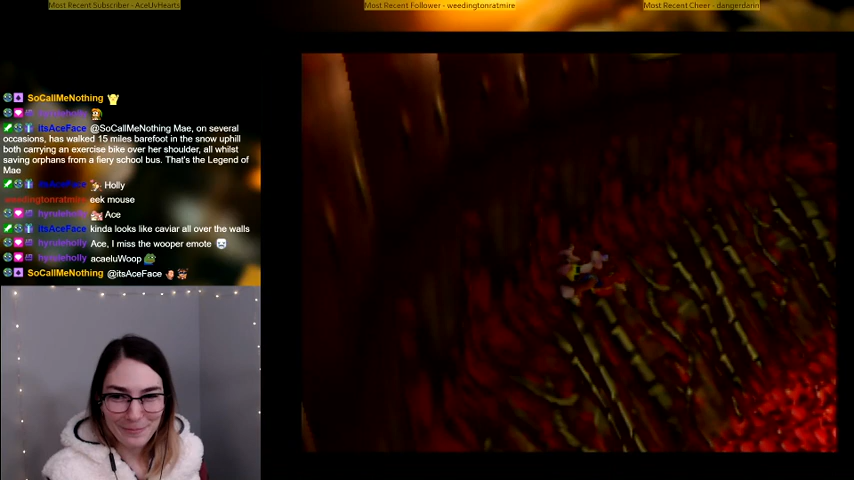 Most Recent Subscriber - AceUvHearts
Most Recent Follower - weedingtonratmire
Most Recent Cheer - dangerdarin
SoCallMeNothing
hyruleholly
itsAceFace @SoCallMeNothing Mae, on several
occasions, has walked 15 miles barefoot in the snow uphill
both carrying an exercise bike over her shoulder, all whilst
saving orphans from a fiery school bus. That's the Legend of
Mae
itsAceFace Holly
weedingtonratmire eek mouse
hyruleholly Ace
itsAceFace kinda looks like caviar all over the walls
hyruleholly Ace, I miss the wooper emote
hyruleholly acaeluWoop
SoCallMeNothing @itsAceFace